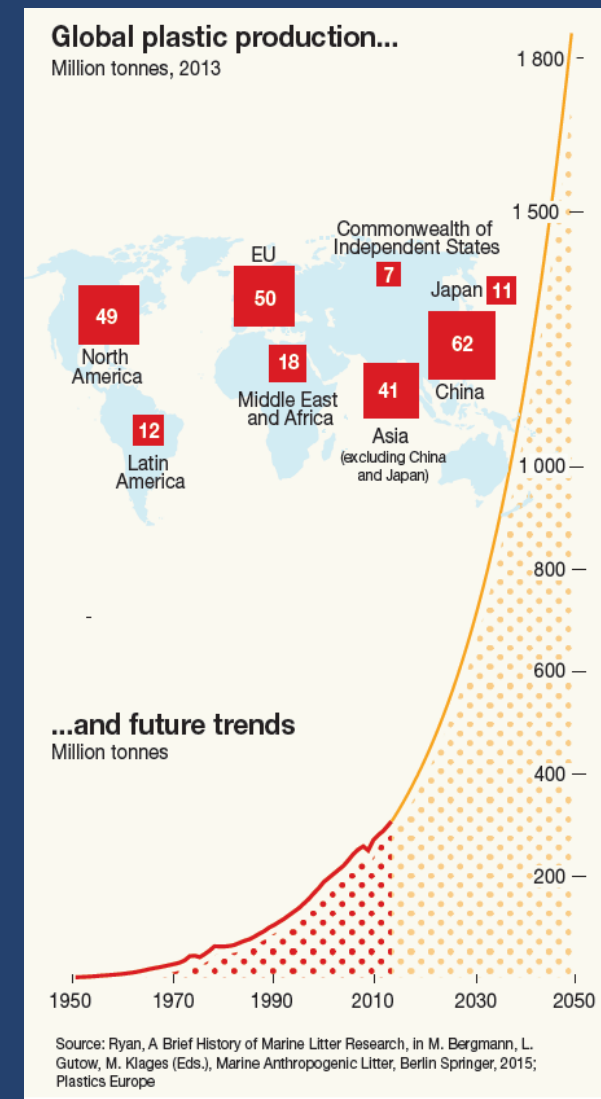 Global plastic production...
Million tonnes, 2013
1 800
1 500
Commonwealth of
Independent States
7
EU
50
Japan 11
49
North
America
18
Middle East
and Africa
62
China
41
Asia
(excluding China
and Japan)
12
Latin
America
1 000
800
600
...and future trends
Million tonnes
400
200
1950 1970 1990 2010 2030 2050
Source: Ryan, A Brief History of Marine Litter Research, in M. Bergmann, L.
Gutow, M. Klages (Eds.), Marine Anthropogenic Litter, Berlin Springer, 2015;
Plastics Europe